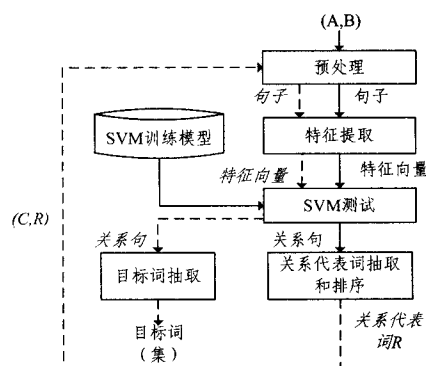 (A,B)
预处理
句子 句子
SVM训练模型
特征提取
特征向量 特征向量
(C,R)
SVM测试
关系句 关系句
目标词抽取
关系代表词抽取
和排序
目标词
(集)
关系代表
词R